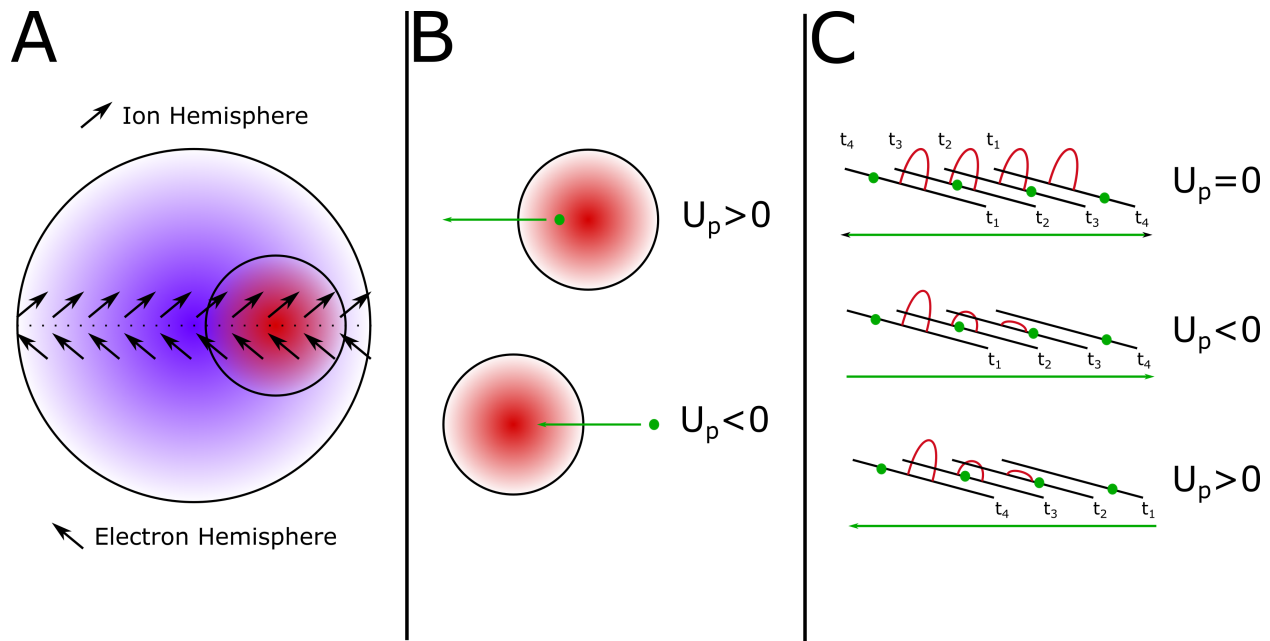 A
Ion Hemisphere
Electron Hemisphere
B
Uₚ>0
Uₚ<0
C
t₄ t₃ t₂ t₁
t₁ t₂ t₃ t₄
Uₚ=0
t₁ t₂ t₃ t₄
Uₚ<0
t₄ t₃ t₂ t₁
Uₚ>0